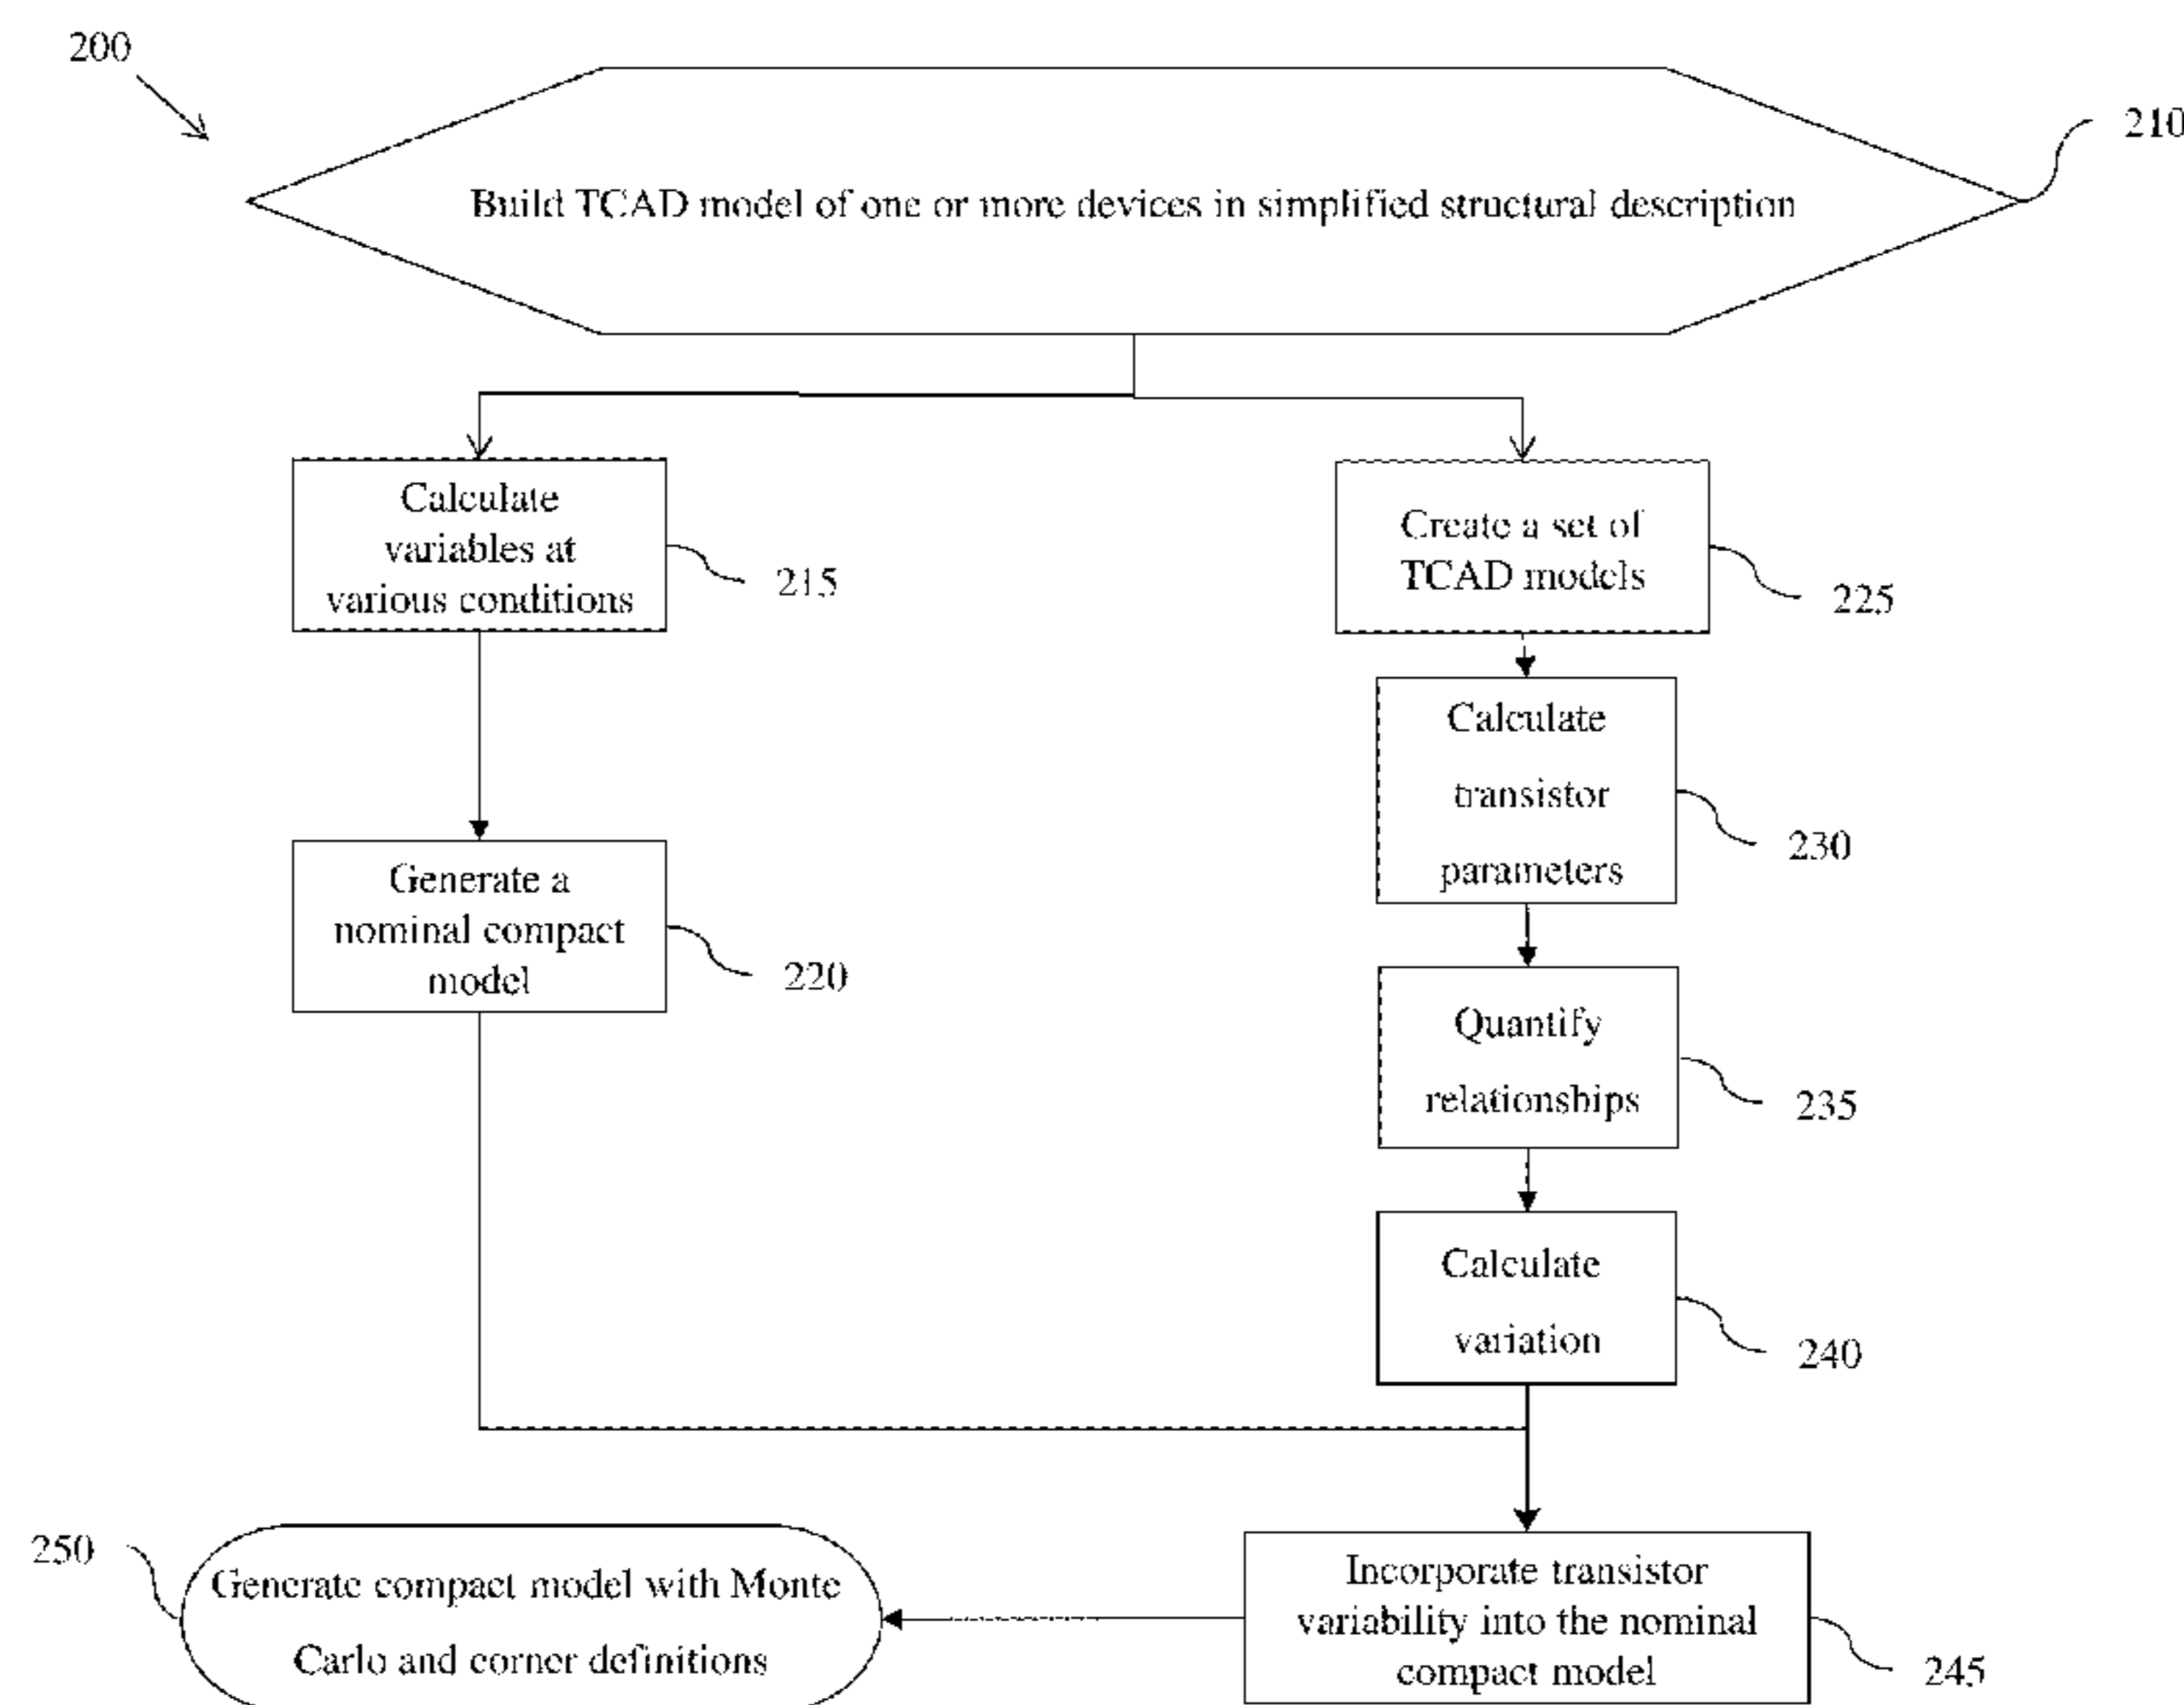 200
210
Build TCAD model of one or more devices in simplified structural description
Calculate
variables at
various conditions
215
Create a set of
TCAD models
225
Calculate
transistor
parameters
230
Generate a
nominal compact
model
220
Quantify
relationships
235
Calculate
variation
240
250
Generate compact model with Monte
Carlo and corner definitions
Incorporate transistor
variability into the nominal
compact model
245